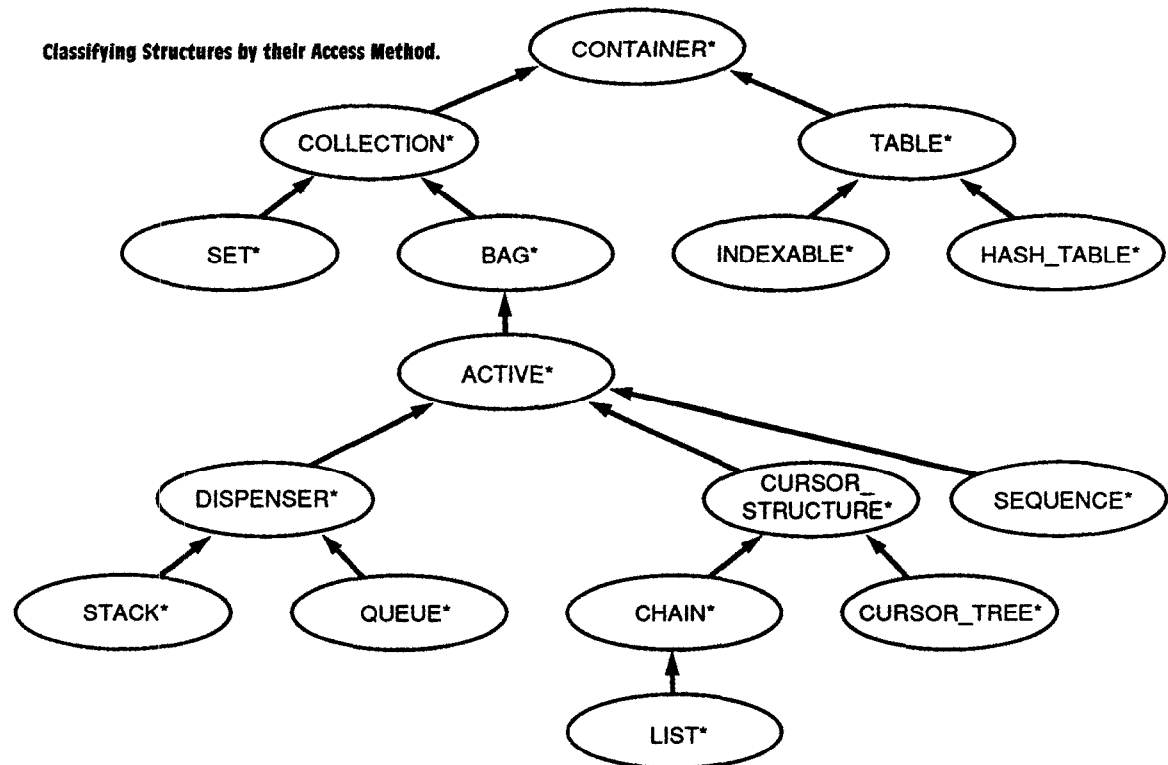 Classifying Structures by their Access Method.
CONTAINER*
COLLECTION*
TABLE*
SET*
BAG*
INDEXABLE*
HASH_TABLE*
ACTIVE*
DISPENSER*
CURSOR_
STRUCTURE*
SEQUENCE*
STACK*
QUEUE*
CHAIN*
CURSOR_TREE*
LIST*